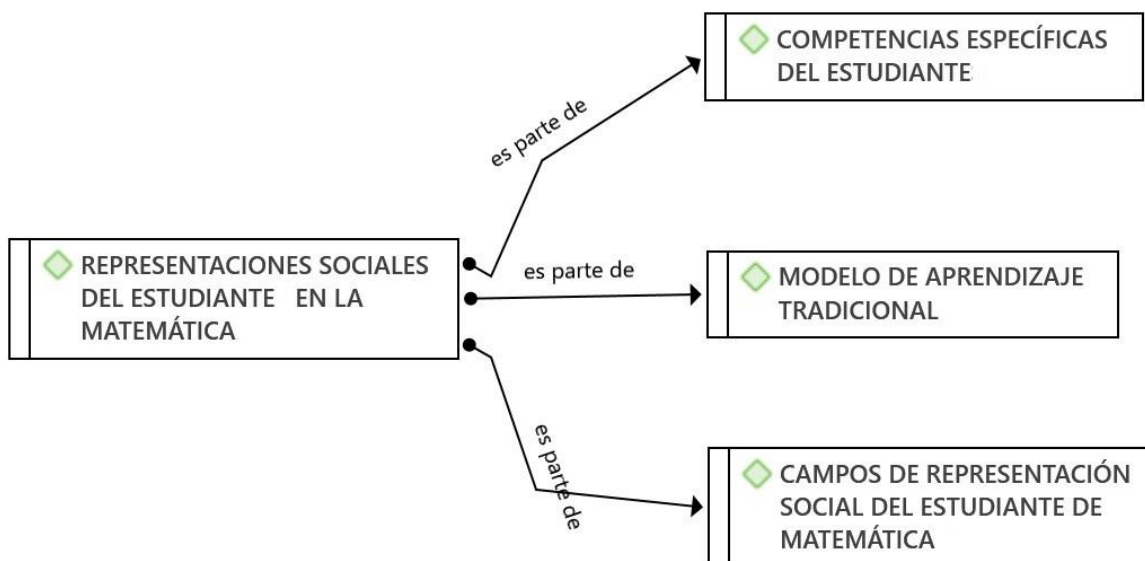 COMPETENCIAS ESPECÍFICAS
DEL ESTUDIANTE
es parte de
REPRESENTACIONES SOCIALES
DEL ESTUDIANTE EN LA
MATEMÁTICA
es parte de
MODELO DE APRENDIZAJE
TRADICIONAL
es parte de
CAMPOS DE REPRESENTACIÓN
SOCIAL DEL ESTUDIANTE DE
MATEMÁTICA